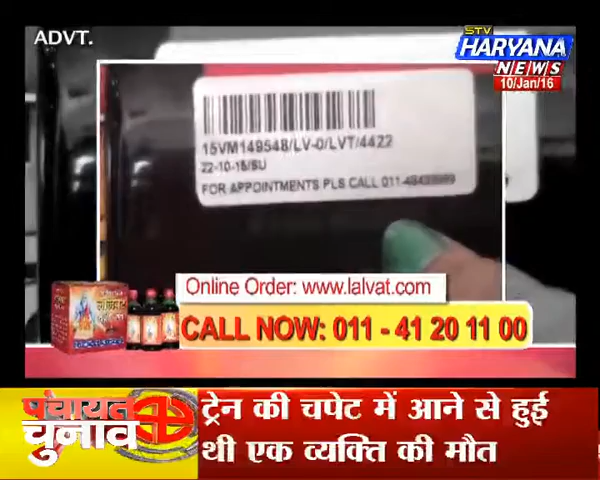 ADVT.
STV
HARYANA
NEWS
10/Jan/16
15VM149548/LV-0/LVT/4422
22-10-15/SU
FOR APPOINTMENTS PLS CALL 011-
Online Order: www.lalvat.com
CALL NOW: 011 - 41 20 11 00
पंचायत
चुनाव
ट्रेन की चपेट में आने से हुई
थी एक व्यक्ति की मौत